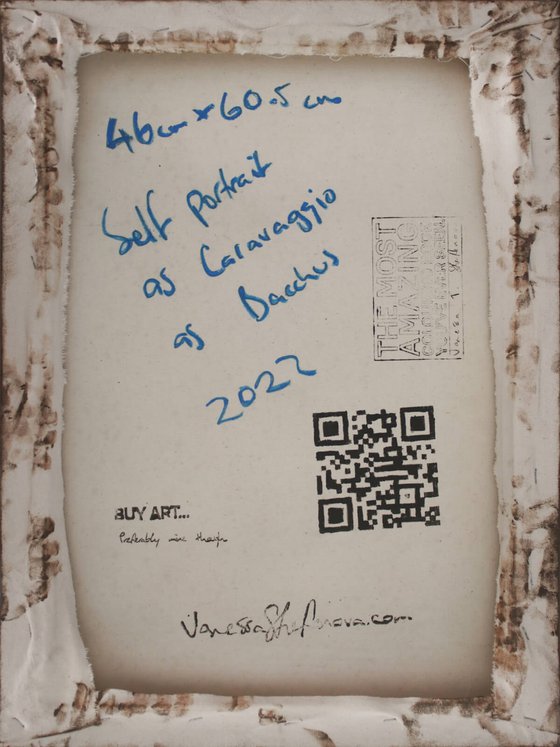 46cm x 60.5 cm
Self portrait
as Caravaggio
as Bacchus
2022
THE MOST
AMAZING
Vanessa
BUY ART...
Preferably mine though
VanessaStefanova.com